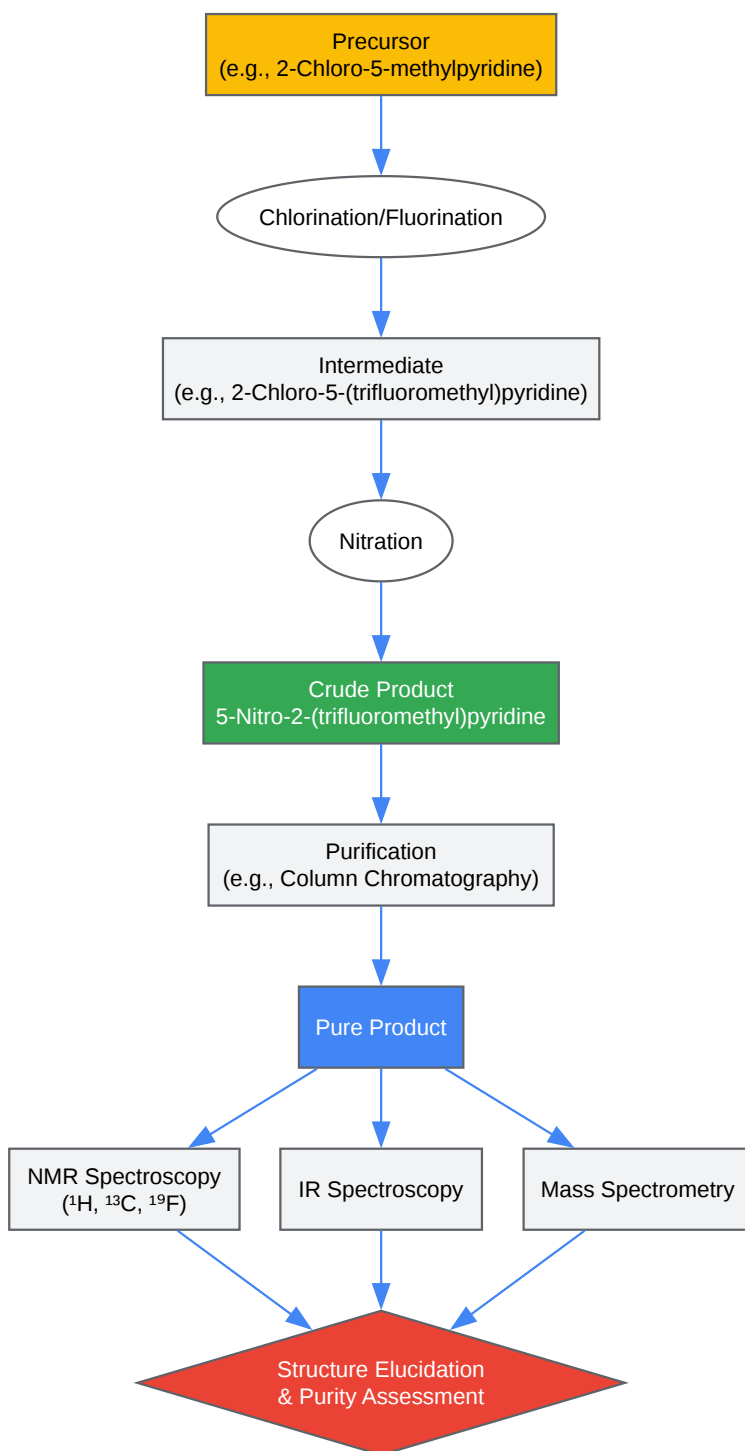 Precursor
(e.g., 2-Chloro-5-methylpyridine)
Chlorination/Fluorination
Intermediate
(e.g., 2-Chloro-5-(trifluoromethyl)pyridine)
Nitration
Crude Product
5-Nitro-2-(trifluoromethyl)pyridine
Purification
(e.g., Column Chromatography)
Pure Product
NMR Spectroscopy
(¹H, ¹³C, ¹⁹F)
IR Spectroscopy
Mass Spectrometry
Structure Elucidation
& Purity Assessment